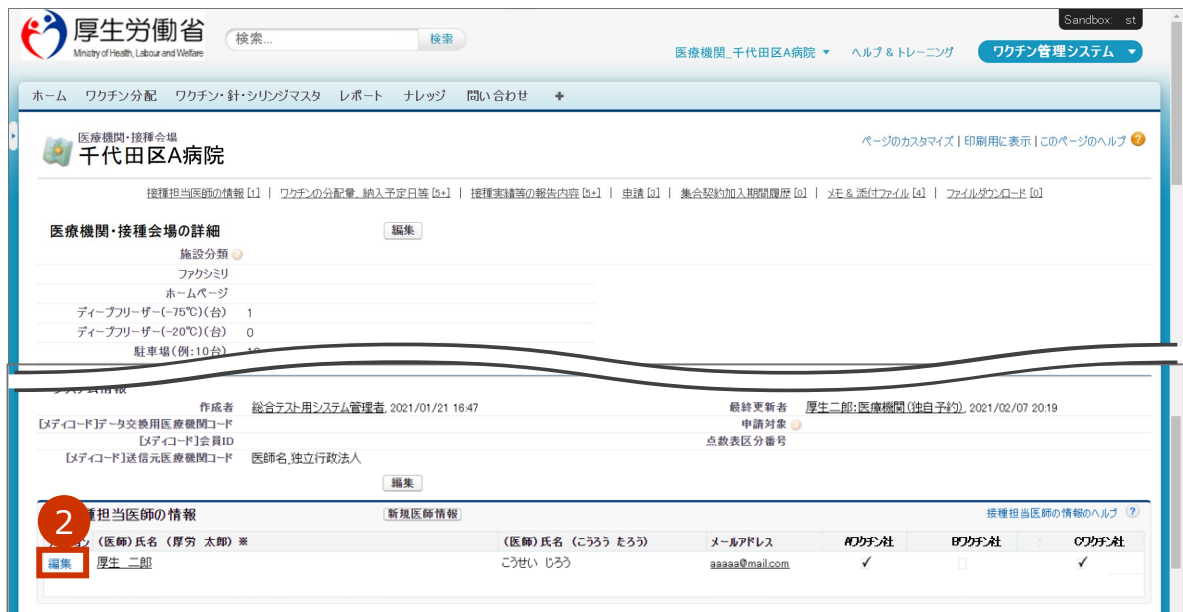 Sandbox: st
厚生労働省
Ministry of Health, Labour and Welfare
検索... 検索
医療機関_千代田区A病院 ▼ ヘルプ & トレーニング ワクチン管理システム ▼
ホーム ワクチン分配 ワクチン・針・シリンジマスタ レポート ナレッジ 問い合わせ +
医療機関・接種会場
千代田区A病院
ページのカスタマイズ | 印刷用に表示 | このページのヘルプ ?
接種担当医師の情報 [1] | ワクチンの分配量、納入予定日等 [5+] | 接種実績等の報告内容 [5+] | 申請 [3] | 集合契約加入期間履歴 [0] | メモ & 添付ファイル [4] | ファイルダウンロード [0]
医療機関・接種会場の詳細 編集
施設分類
ファクシミリ
ホームページ
ディープフリーザー(-75℃)(台) 1
ディープフリーザー(-20℃)(台) 0
駐車場(例:10台)
システム情報
作成者 総合テスト用システム管理者, 2021/01/21 16:47 最終更新者 厚生二郎:医療機関(独自予約), 2021/02/07 20:19
[メディコード]データ交換用医療機関コード 申請対象
[メディコード]会員ID 点数表区分番号
[メディコード]送信元医療機関コード 医師名_独立行政法人
編集
2
種担当医師の情報 新規医師情報 接種担当医師の情報のヘルプ ?
(医師)氏名 (厚労 太郎) ※ (医師)氏名 (こうろう たろう) メールアドレス Aワクチン社 Bワクチン社 Cワクチン社
編集 厚生 二郎 こうせい じろう aaaaa@mail.com ✓ ✓